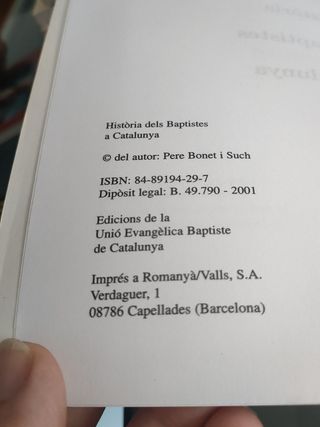 Història dels Baptistes
a Catalunya
© del autor: Pere Bonet i Such
ISBN: 84-89194-29-7
Dipòsit legal: B. 49.790 - 2001
Edicions de la
Unió Evangèlica Baptiste
de Catalunya
Imprés a Romanyà/Valls, S.A.
Verdaguer, 1
08786 Capellades (Barcelona)